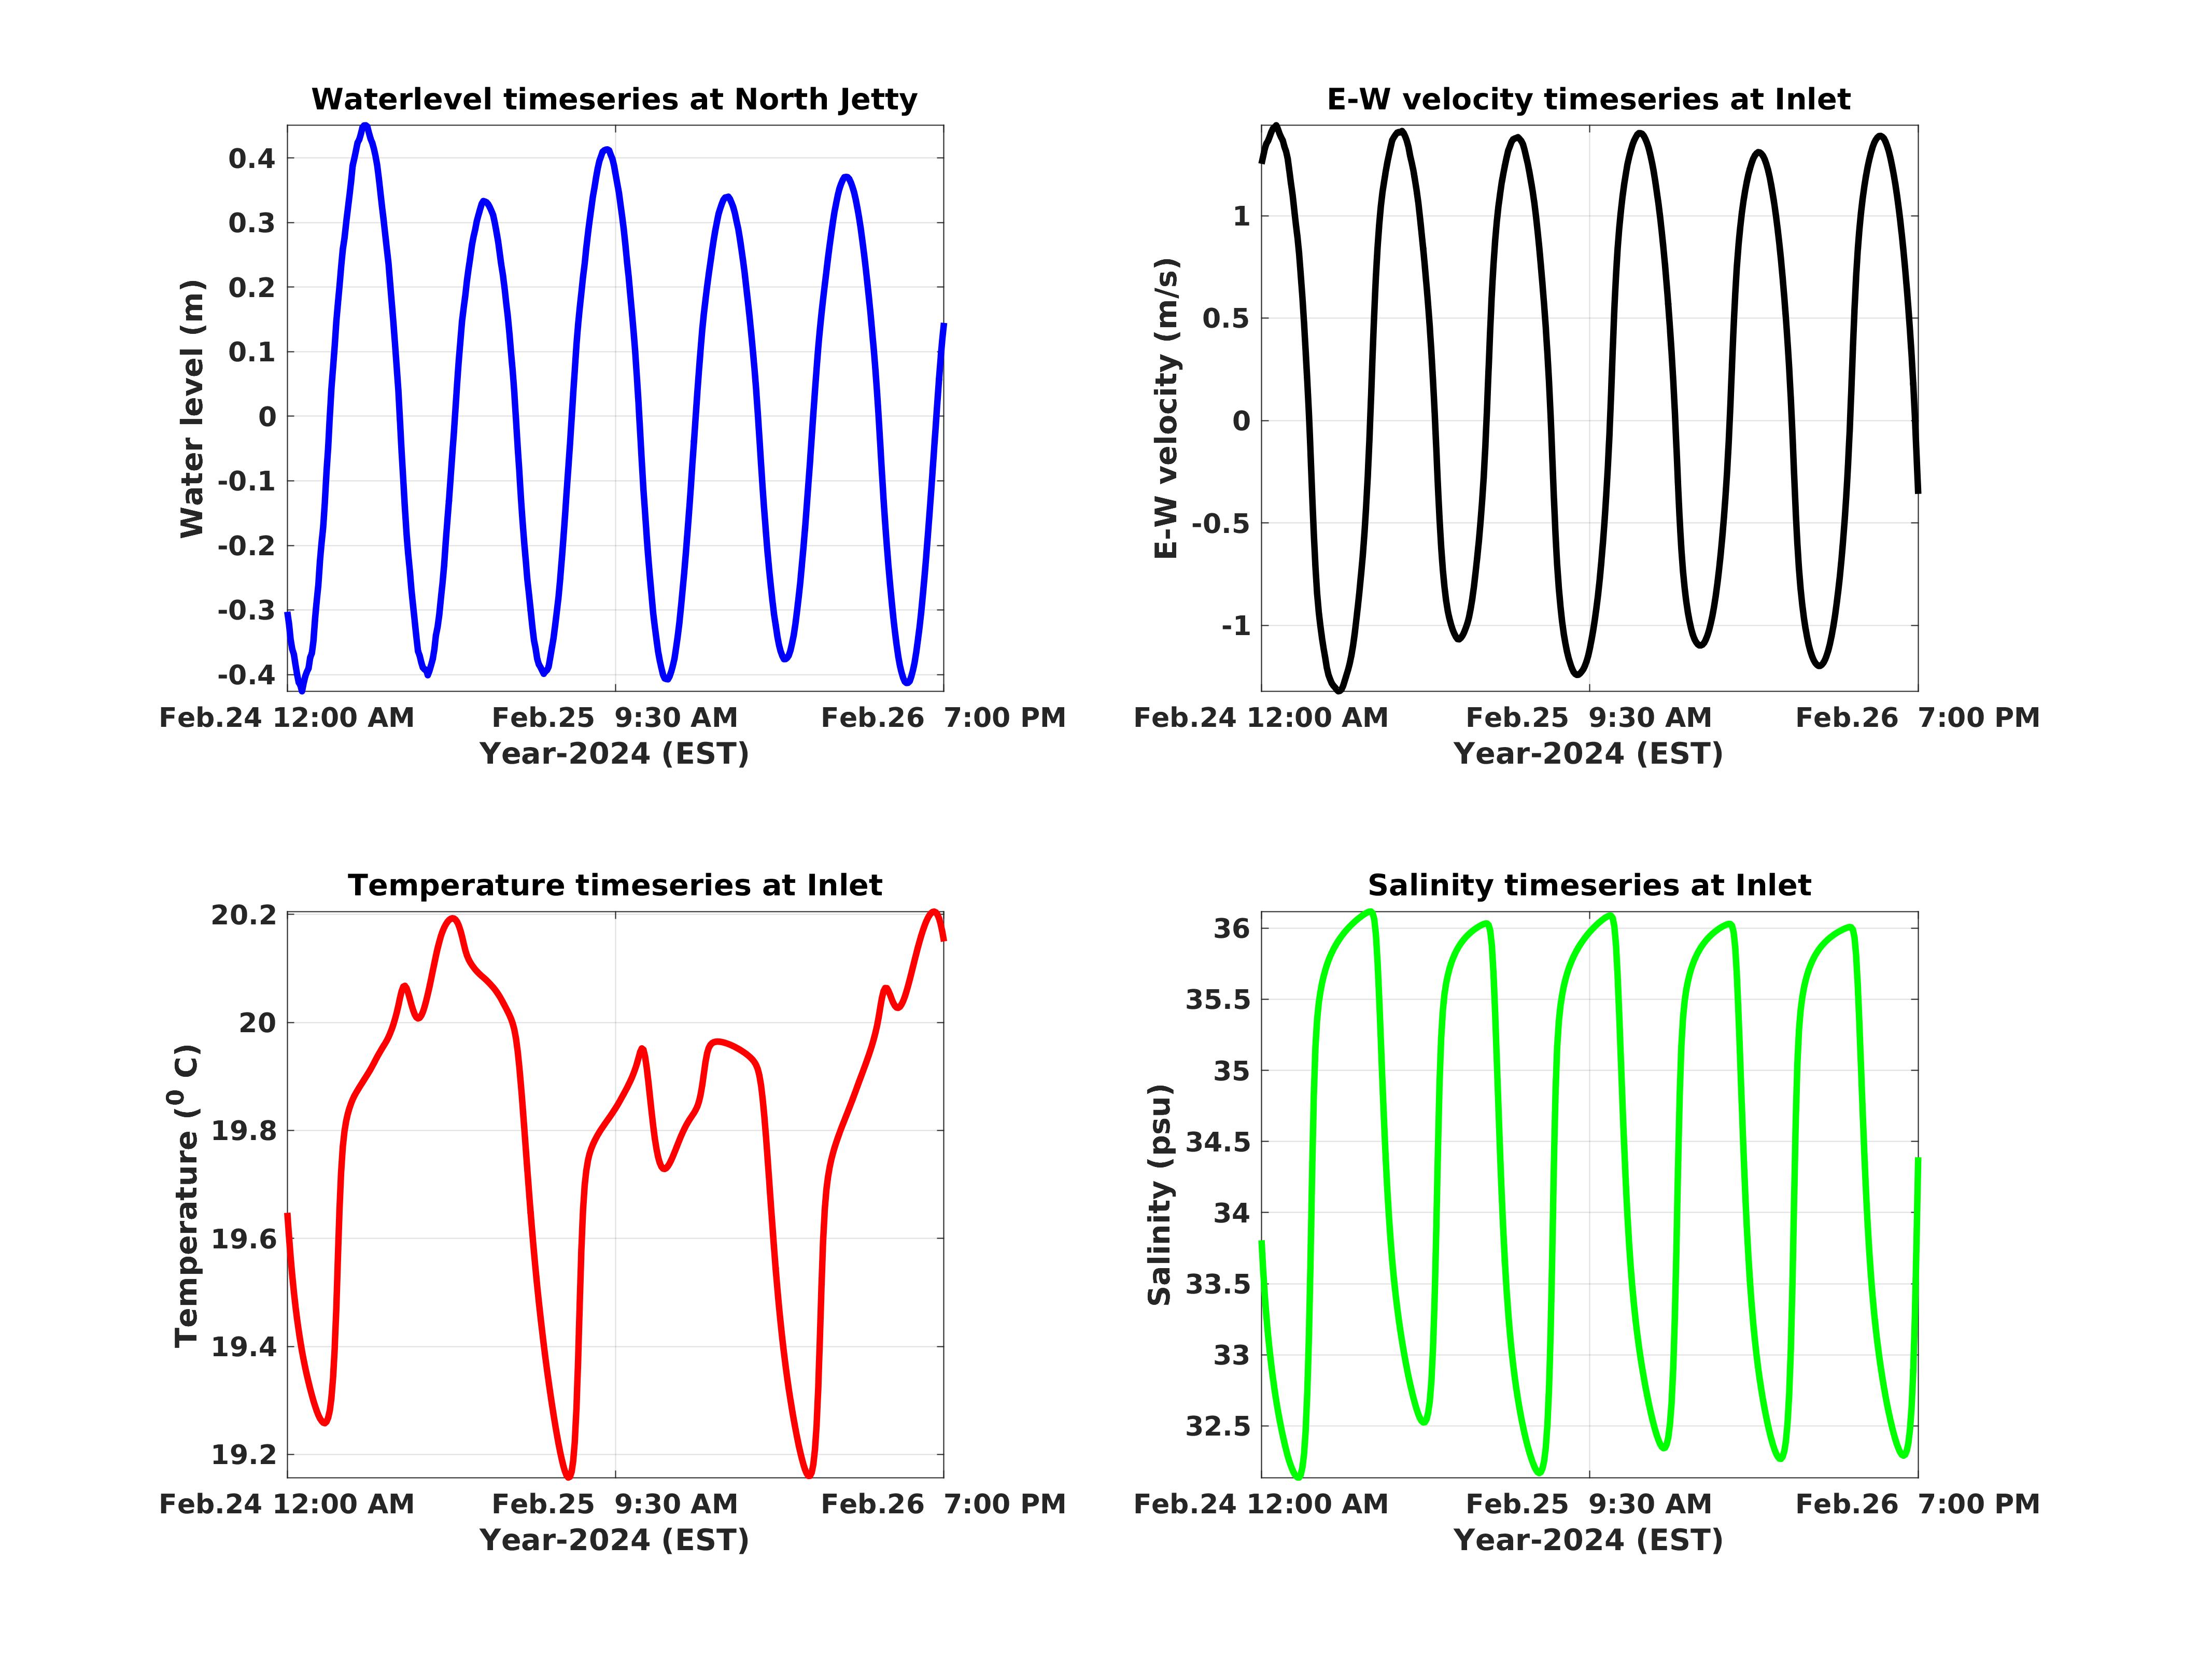 Waterlevel timeseries at North Jetty
0.4
0.3
0.2
0.1
0
-0.1
-0.2
-0.3
-0.4
Water level (m)
Feb.24 12:00 AM
Feb.25 9:30 AM
Feb.26 7:00 PM
Year-2024 (EST)
E-W velocity timeseries at Inlet
1
0.5
0
-0.5
-1
E-W velocity (m/s)
Feb.24 12:00 AM
Feb.25 9:30 AM
Feb.26 7:00 PM
Year-2024 (EST)
Temperature timeseries at Inlet
20.2
20
19.8
19.6
19.4
19.2
Temperature (⁰ C)
Feb.24 12:00 AM
Feb.25 9:30 AM
Feb.26 7:00 PM
Year-2024 (EST)
Salinity timeseries at Inlet
36
35.5
35
34.5
34
33.5
33
32.5
Salinity (psu)
Feb.24 12:00 AM
Feb.25 9:30 AM
Feb.26 7:00 PM
Year-2024 (EST)